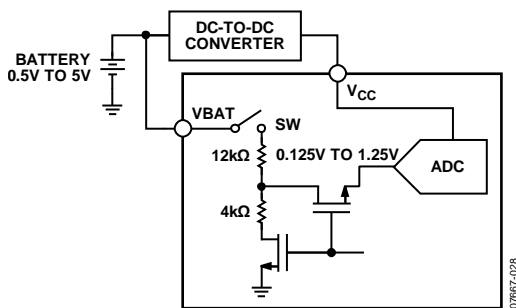 DC-TO-DC
CONVERTER
BATTERY
0.5V TO 5V
VCC
VBAT
SW
12kΩ
0.125V TO 1.25V
ADC
4kΩ
07667-028